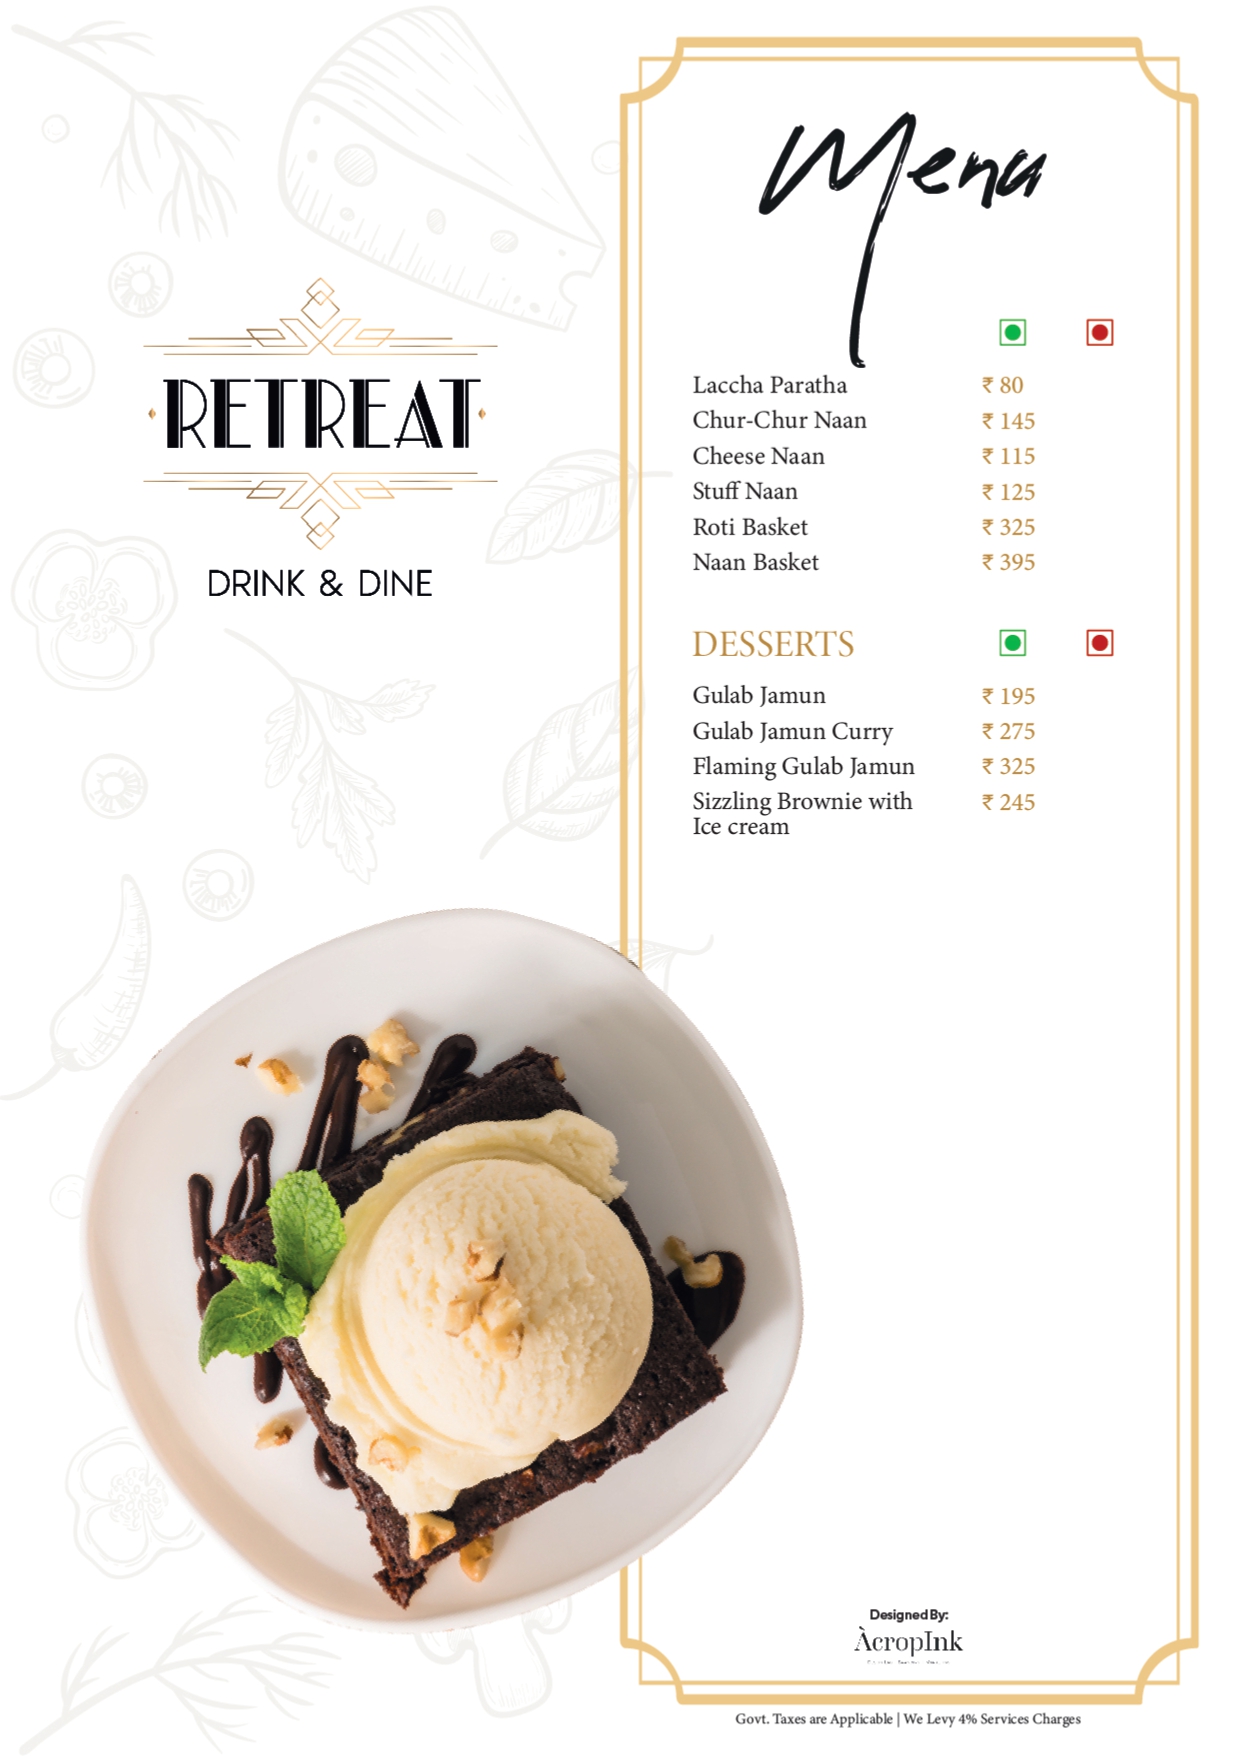 Menu
RETREAT
DRINK & DINE
Laccha Paratha ₹ 80
Chur-Chur Naan ₹ 145
Cheese Naan ₹ 115
Stuff Naan ₹ 125
Roti Basket ₹ 325
Naan Basket ₹ 395
DESSERTS
Gulab Jamun ₹ 195
Gulab Jamun Curry ₹ 275
Flaming Gulab Jamun ₹ 325
Sizzling Brownie with ₹ 245
Ice cream
Designed By:
ÀcropInk
Govt. Taxes are Applicable | We Levy 4% Services Charges